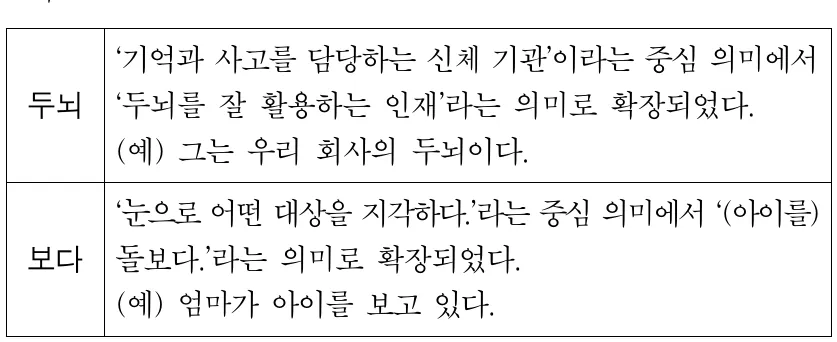 두뇌
‘기억과 사고를 담당하는 신체 기관’이라는 중심 의미에서
‘두뇌를 잘 활용하는 인재’라는 의미로 확장되었다.
(예) 그는 우리 회사의 두뇌이다.
보다
‘눈으로 어떤 대상을 지각하다.’라는 중심 의미에서 ‘(아이를)
돌보다.’라는 의미로 확장되었다.
(예) 엄마가 아이를 보고 있다.